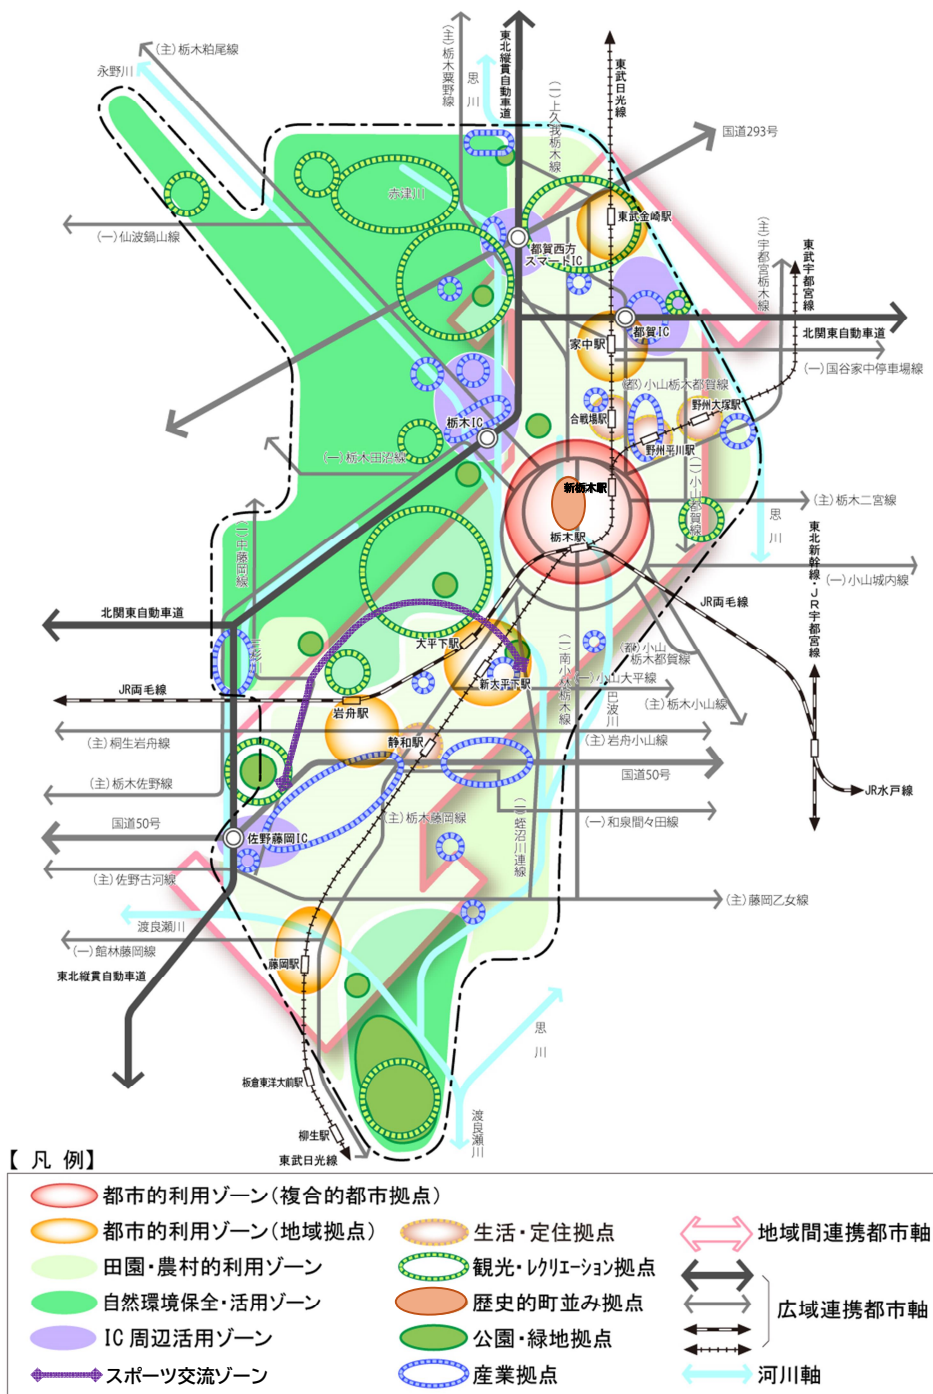 (主)栃木粕尾線
永野川
(主)栃木粟野線
思川
東北縦貫自動車道
(一)上久我栃木線
東武日光線
国道293号
赤津川
東武金崎駅
(一)仙波鍋山線
都賀西方
スマートIC
(主)宇都宮栃木線
東武宇都宮線
都賀IC
北関東自動車道
家中駅
(一)国谷家中停車場線
(都)小山栃木都賀線
野州大塚駅
合戦場駅
栃木IC
野州平川駅
(一)栃木田沼線
(一)小山都賀線
新栃木駅
(主)栃木二宮線
思川
栃木駅
(一)中藤岡線
東北新幹線・JR宇都宮線
(一)小山城内線
北関東自動車道
JR両毛線
三杉川
大平下駅
(一)南小林栃木線
(都)小山
栃木都賀線
新大平下駅
(一)小山大平線
JR両毛線
岩舟駅
巴波川
(主)栃木小山線
静和駅
(主)桐生岩舟線
(主)岩舟小山線
国道50号
(主)栃木佐野線
JR水戸線
国道50号
(主)栃木藤岡線
(一)蛭沼川連線
(一)和泉間々田線
佐野藤岡IC
(主)佐野古河線
(主)藤岡乙女線
渡良瀬川
(一)館林藤岡線
藤岡駅
東北縦貫自動車道
思川
板倉東洋大前駅
柳生駅
渡良瀬川
東武日光線
【 凡 例】
都市的利用ゾーン(複合的都市拠点)
都市的利用ゾーン(地域拠点)
生活・定住拠点
地域間連携都市軸
田園・農村的利用ゾーン
観光・レクリエーション拠点
自然環境保全・活用ゾーン
歴史的町並み拠点
広域連携都市軸
IC 周辺活用ゾーン
公園・緑地拠点
スポーツ交流ゾーン
産業拠点
河川軸